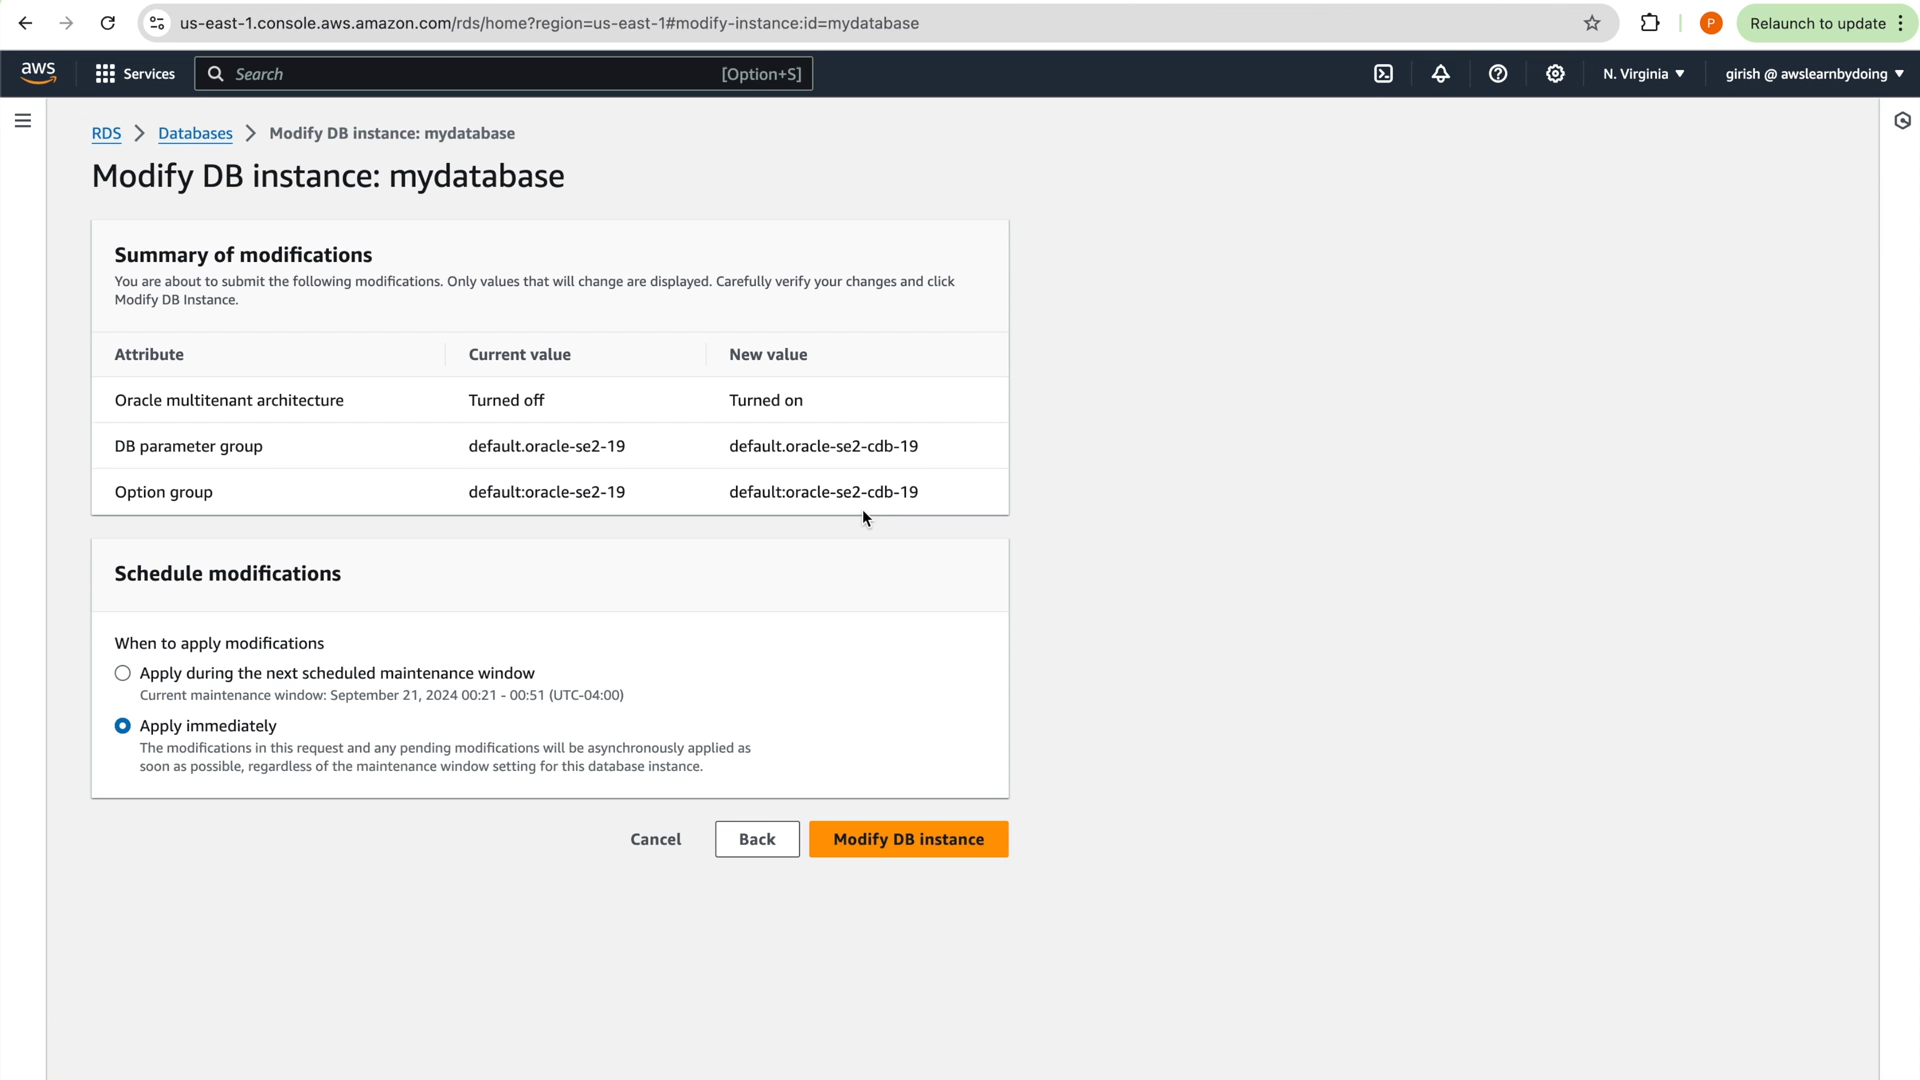 us-east-1.console.aws.amazon.com/rds/home?region=us-east-1#modify-instance:id=mydatabase
P
Relaunch to update
aws
Services
Search
[Option+S]
N. Virginia
girish @ awslearnbydoing
RDS
Databases
Modify DB instance: mydatabase
Modify DB instance: mydatabase
Summary of modifications
You are about to submit the following modifications. Only values that will change are displayed. Carefully verify your changes and click
Modify DB Instance.
Attribute Current value New value
Oracle multitenant architecture Turned off Turned on
DB parameter group default.oracle-se2-19 default.oracle-se2-cdb-19
Option group default:oracle-se2-19 default:oracle-se2-cdb-19
Schedule modifications
When to apply modifications
Apply during the next scheduled maintenance window
Current maintenance window: September 21, 2024 00:21 - 00:51 (UTC-04:00)
Apply immediately
The modifications in this request and any pending modifications will be asynchronously applied as
soon as possible, regardless of the maintenance window setting for this database instance.
Cancel
Back
Modify DB instance